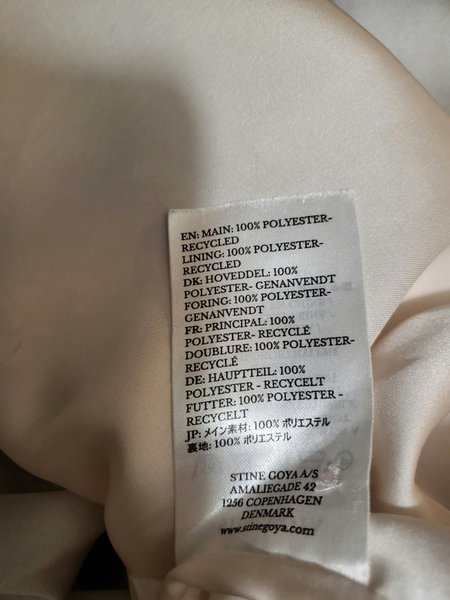 EN: MAIN: 100% POLYESTER-
RECYCLED
LINING: 100% POLYESTER-
RECYCLED
DK: HOVEDDEL: 100%
POLYESTER- GENANVENDT
FORING: 100% POLYESTER-
GENANVENDT
FR: PRINCIPAL: 100%
POLYESTER- RECYCLÉ
DOUBLURE: 100% POLYESTER-
RECYCLÉ
DE: HAUPTTEIL: 100%
POLYESTER - RECYCELT
FUTTER: 100% POLYESTER -
RECYCELT
JP: メイン素材: 100% ポリエステル
裏地: 100% ポリエステル
STINE GOYA A/S
AMALIEGADE 42
1256 COPENHAGEN
DENMARK
www.stinegoya.com